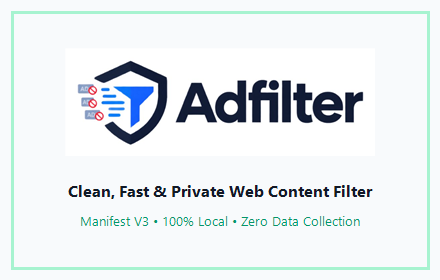 Adfilter
Clean, Fast & Private Web Content Filter
Manifest V3 • 100% Local • Zero Data Collection